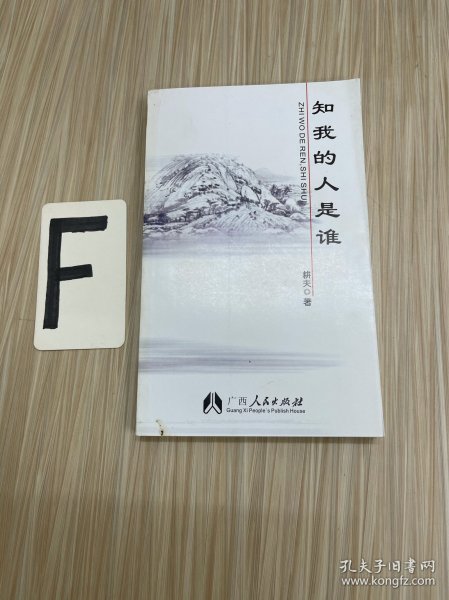 F
知我的人是谁
ZHI WO DE REN SHI SHUI
耕夫◎著
广西人民出版社
Guang Xi People's Publish House
孔夫子旧书网
www.kongfz.com